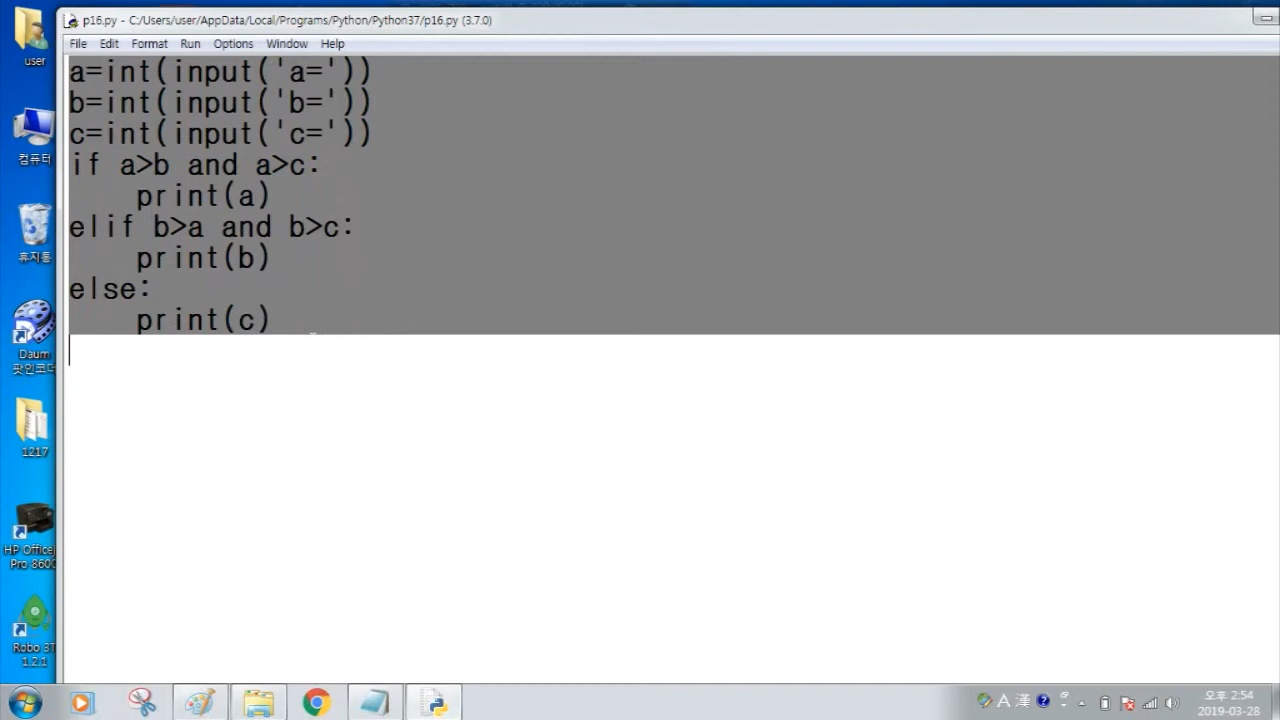 p16.py - C:/Users/user/AppData/Local/Programs/Python/Python37/p16.py (3.7.0)
File Edit Format Run Options Window Help
a=int(input('a='))
b=int(input('b='))
c=int(input('c='))
if a>b and a>c:
    print(a)
elif b>a and b>c:
    print(b)
else:
    print(c)
user
컴퓨터
휴지통
Daum
팟인코더
1217
HP Officej
Pro 8600
Robo 3T
1.2.1
A 漢
오후 2:54
2019-03-28